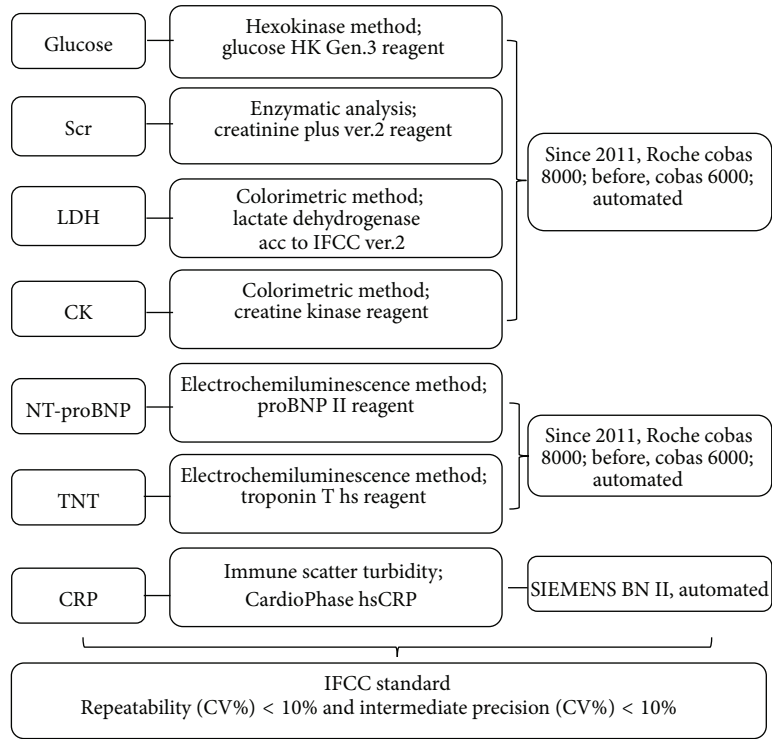 Glucose
Hexokinase method;
glucose HK Gen.3 reagent
Scr
Enzymatic analysis;
creatinine plus ver.2 reagent
LDH
Colorimetric method;
lactate dehydrogenase
acc to IFCC ver.2
CK
Colorimetric method;
creatine kinase reagent
Since 2011, Roche cobas
8000; before, cobas 6000;
automated
NT-proBNP
Electrochemiluminescence method;
proBNP II reagent
TNT
Electrochemiluminescence method;
troponin T hs reagent
Since 2011, Roche cobas
8000; before, cobas 6000;
automated
CRP
Immune scatter turbidity;
CardioPhase hsCRP
SIEMENS BN II, automated
IFCC standard
Repeatability (CV%) < 10% and intermediate precision (CV%) < 10%